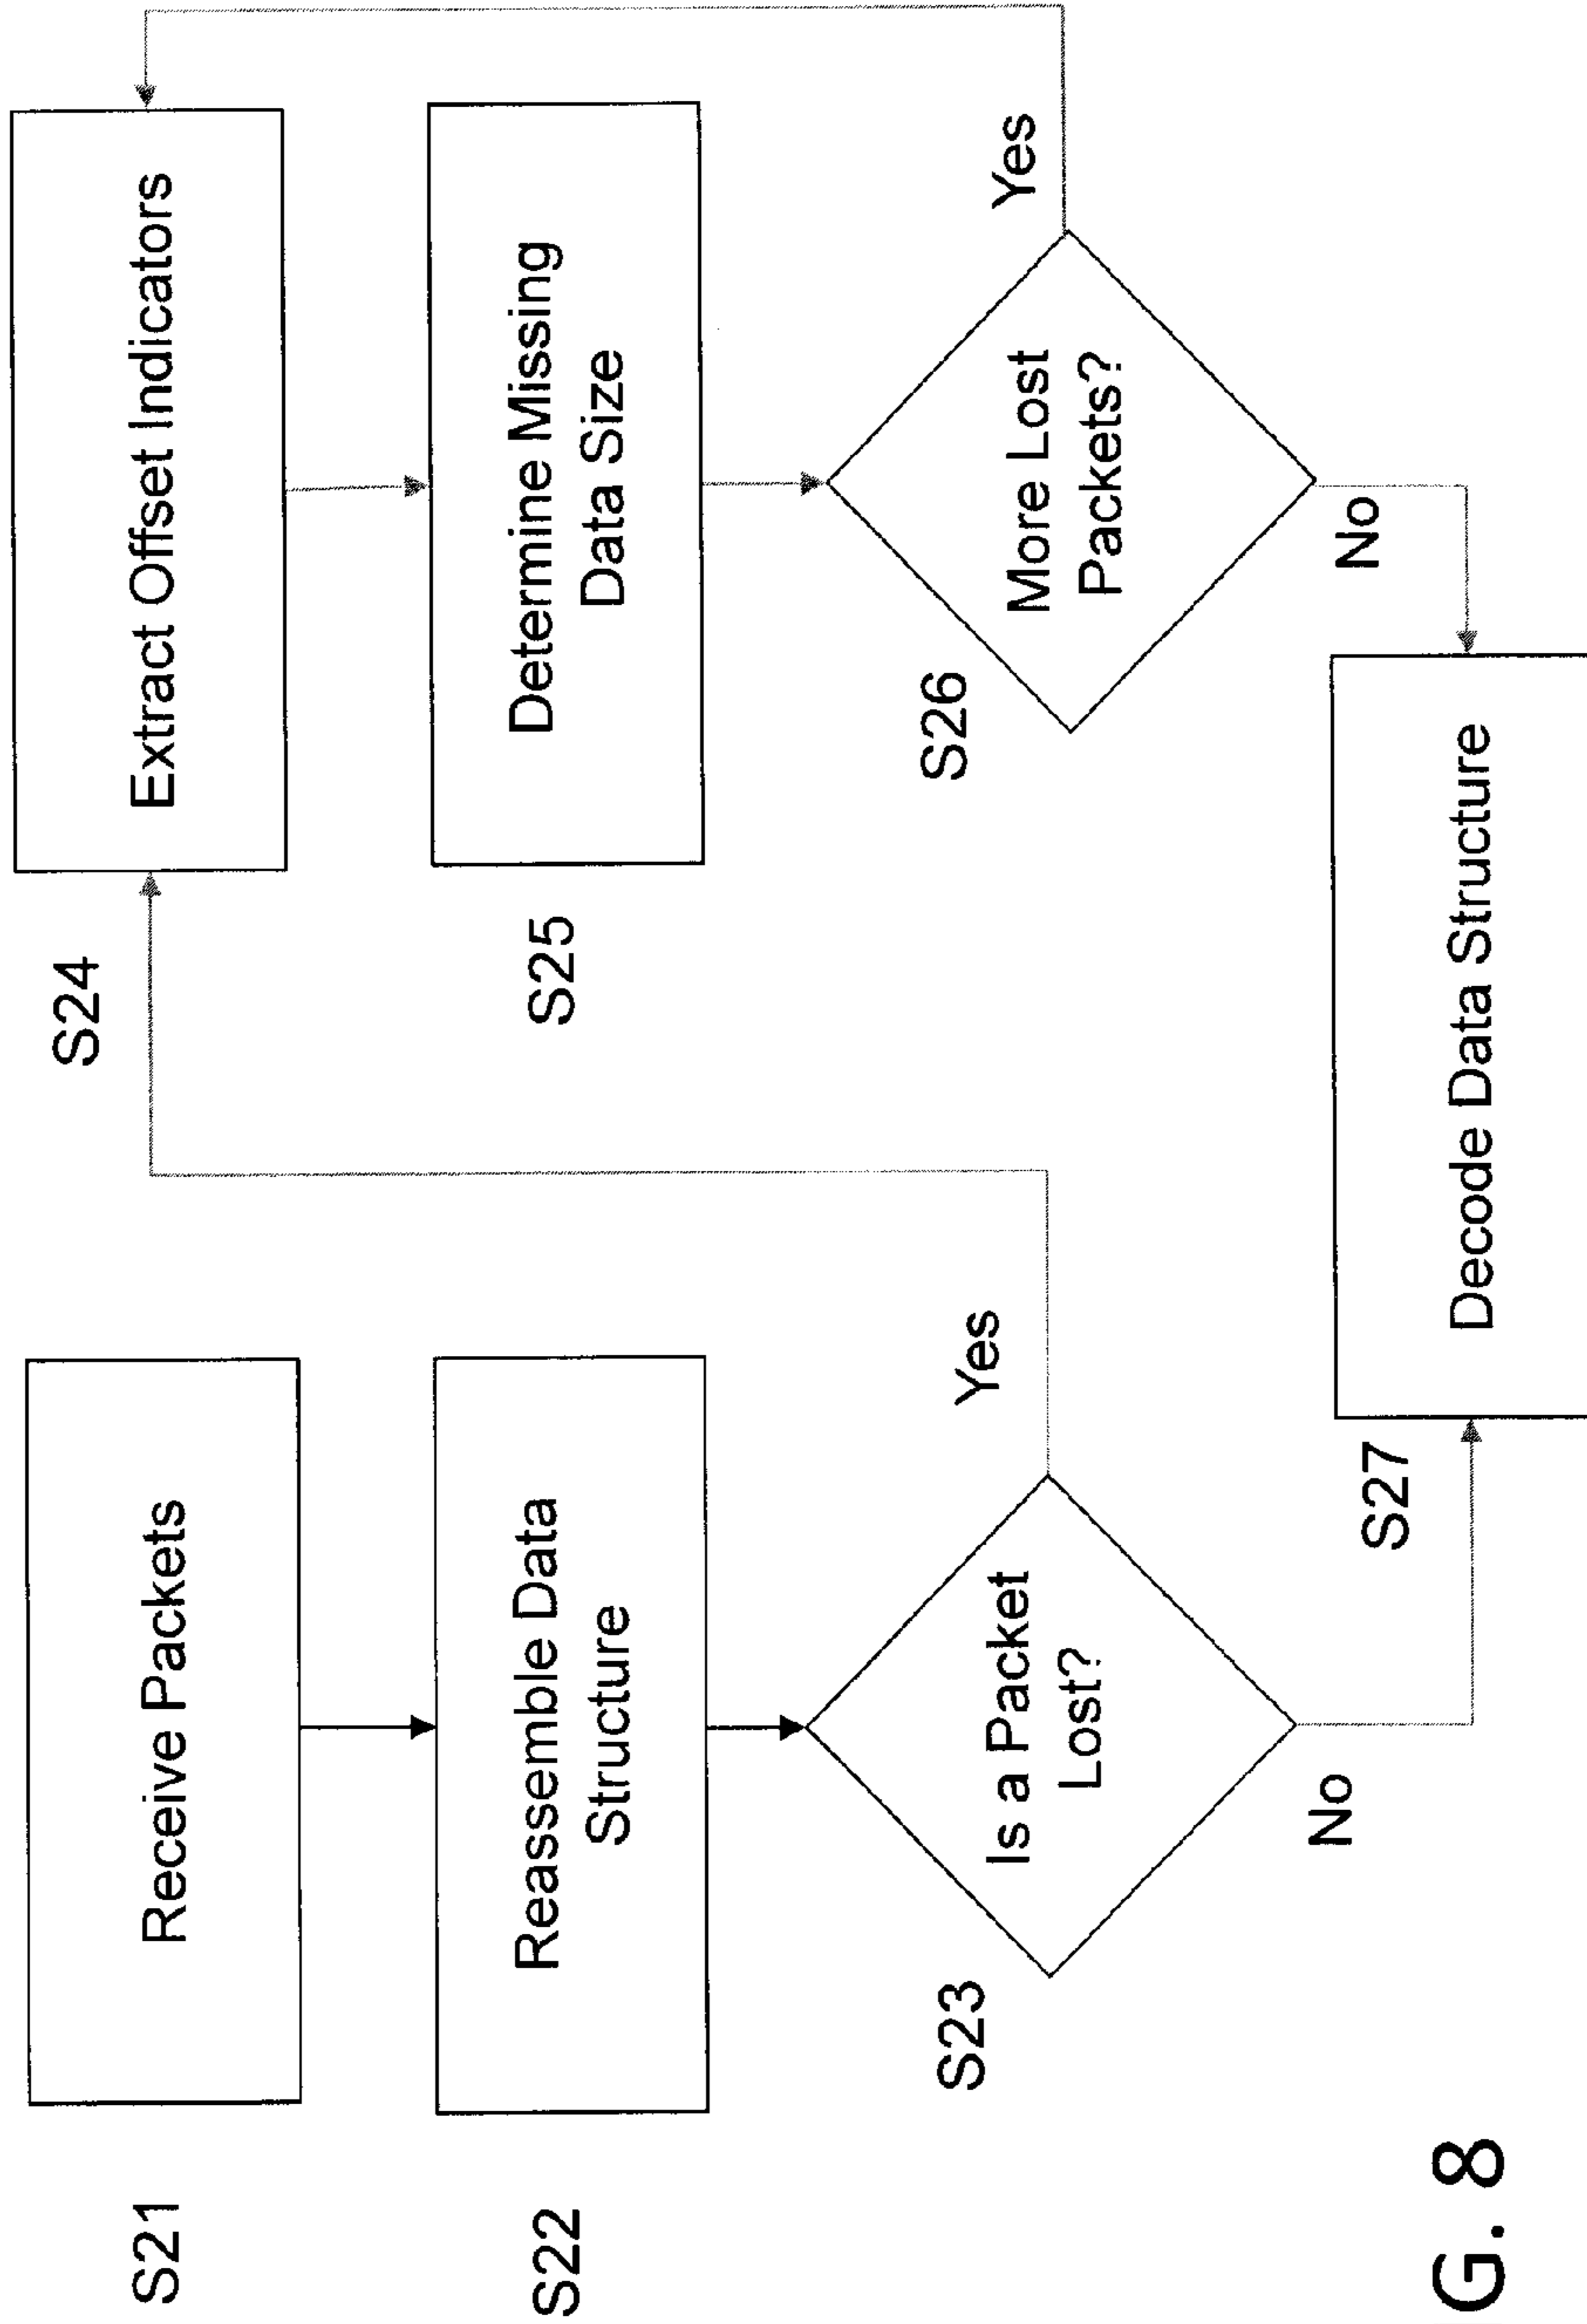 S21
Receive Packets
S22
Reassemble Data
Structure
S23
Is a Packet
Lost?
Yes
No
S24
Extract Offset Indicators
S25
Determine Missing
Data Size
S26
More Lost
Packets?
Yes
No
S27
Decode Data Structure
G. 8